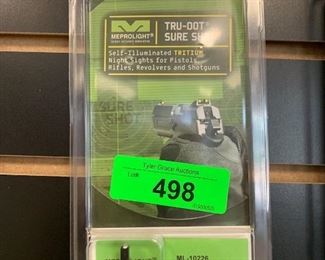 MEPROLIGHT®
TRU-DOT®
SURE SHOT
Self-Illuminated TRITIUM
Night Sights for Pistols,
Rifles, Revolvers and Shotguns
SURE
SHOT
Tyler Grace Auctions
Lot#
498
ML-10226